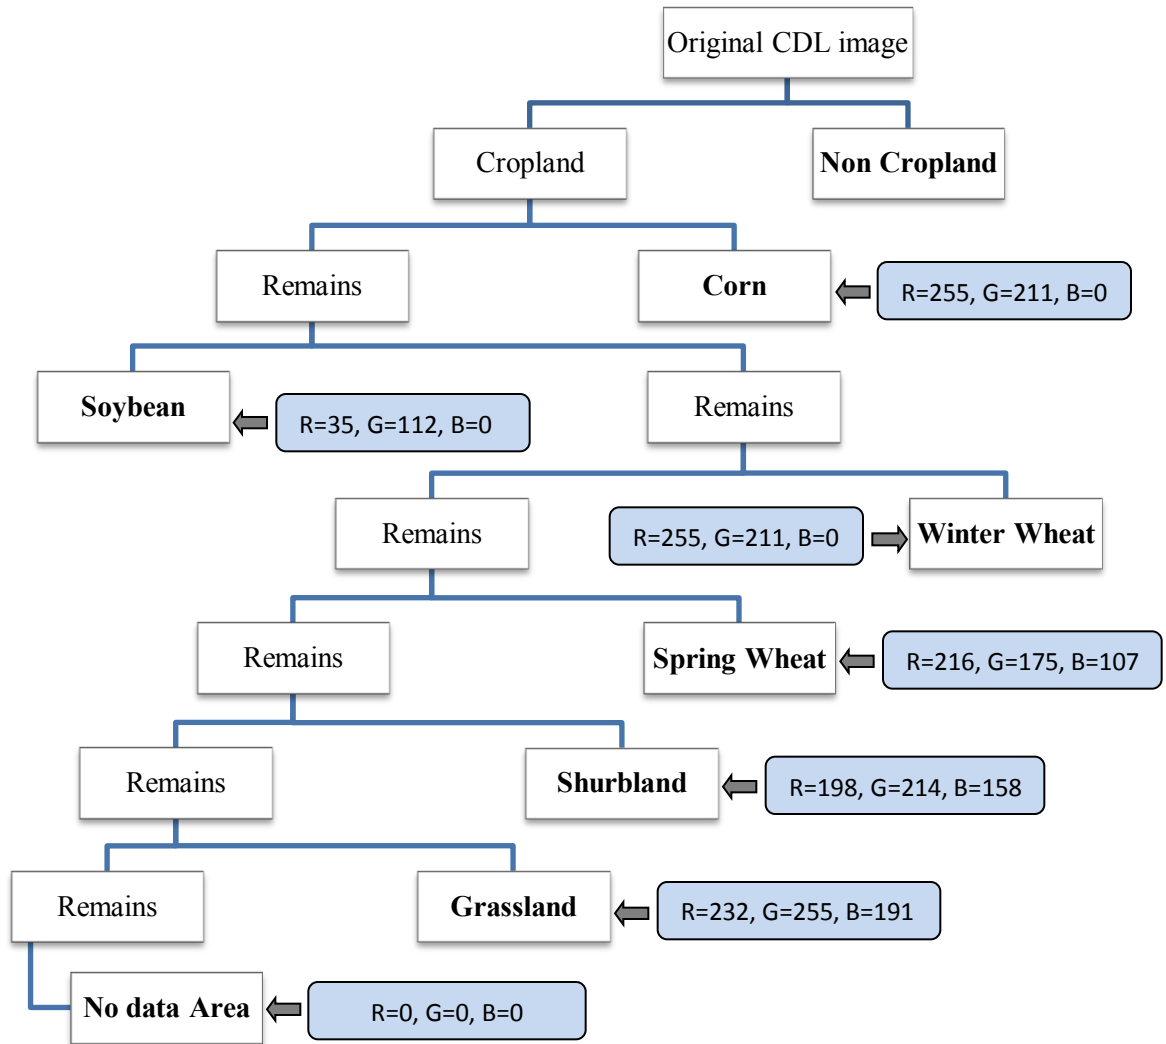 Original CDL image
Cropland
Non Cropland
Remains
Corn
R=255, G=211, B=0
Soybean
R=35, G=112, B=0
Remains
Remains
R=255, G=211, B=0
Winter Wheat
Remains
Spring Wheat
R=216, G=175, B=107
Remains
Shurbland
R=198, G=214, B=158
Remains
Grassland
R=232, G=255, B=191
No data Area
R=0, G=0, B=0